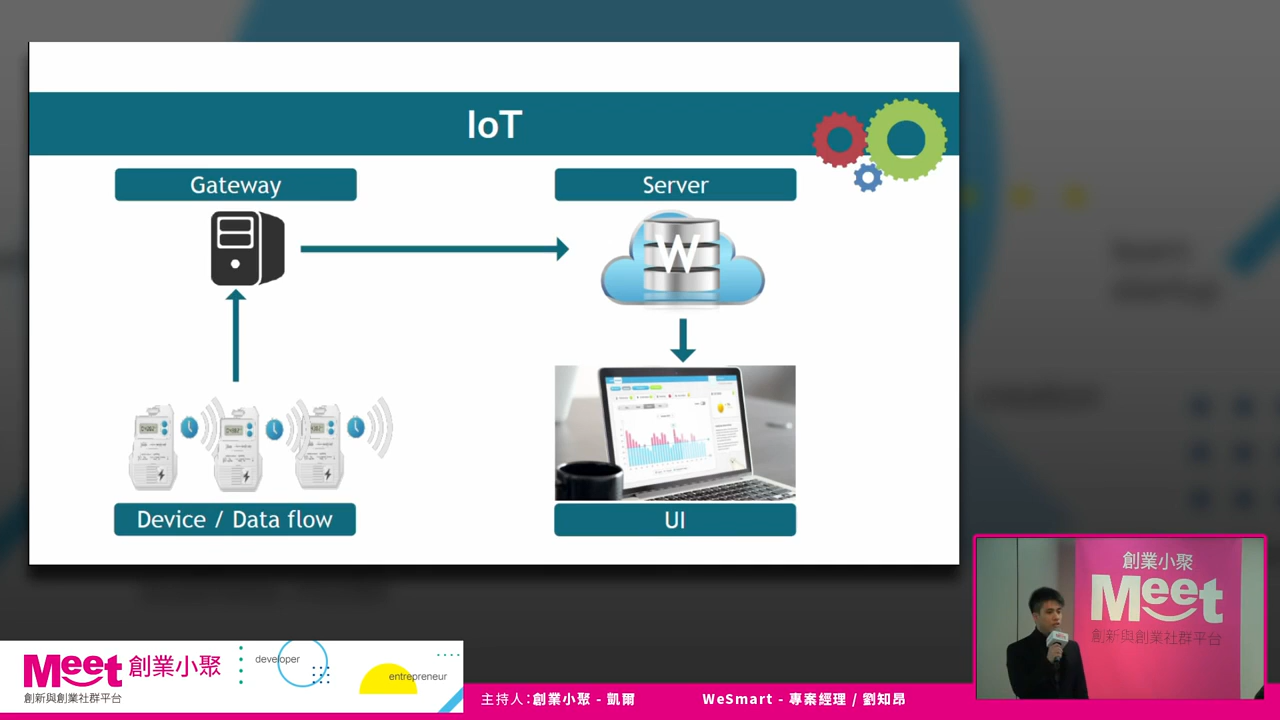 IoT
Gateway
Server
W
Device / Data flow
UI
創業小聚
Meet
創新與創業社群平台
Meet 創業小聚
創新與創業社群平台
developer
entrepreneur
主持人:創業小聚 - 凱爾
WeSmart - 專案經理 / 劉知昂